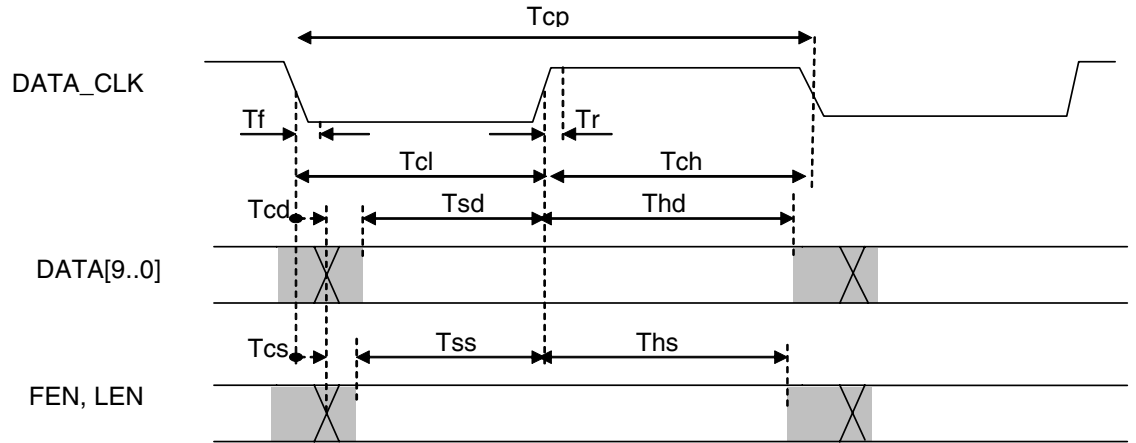 Tcp
DATA_CLK
Tf
Tr
Tcl
Tch
Tcd
Tsd
Thd
DATA[9..0]
Tcs
Tss
Ths
FEN, LEN